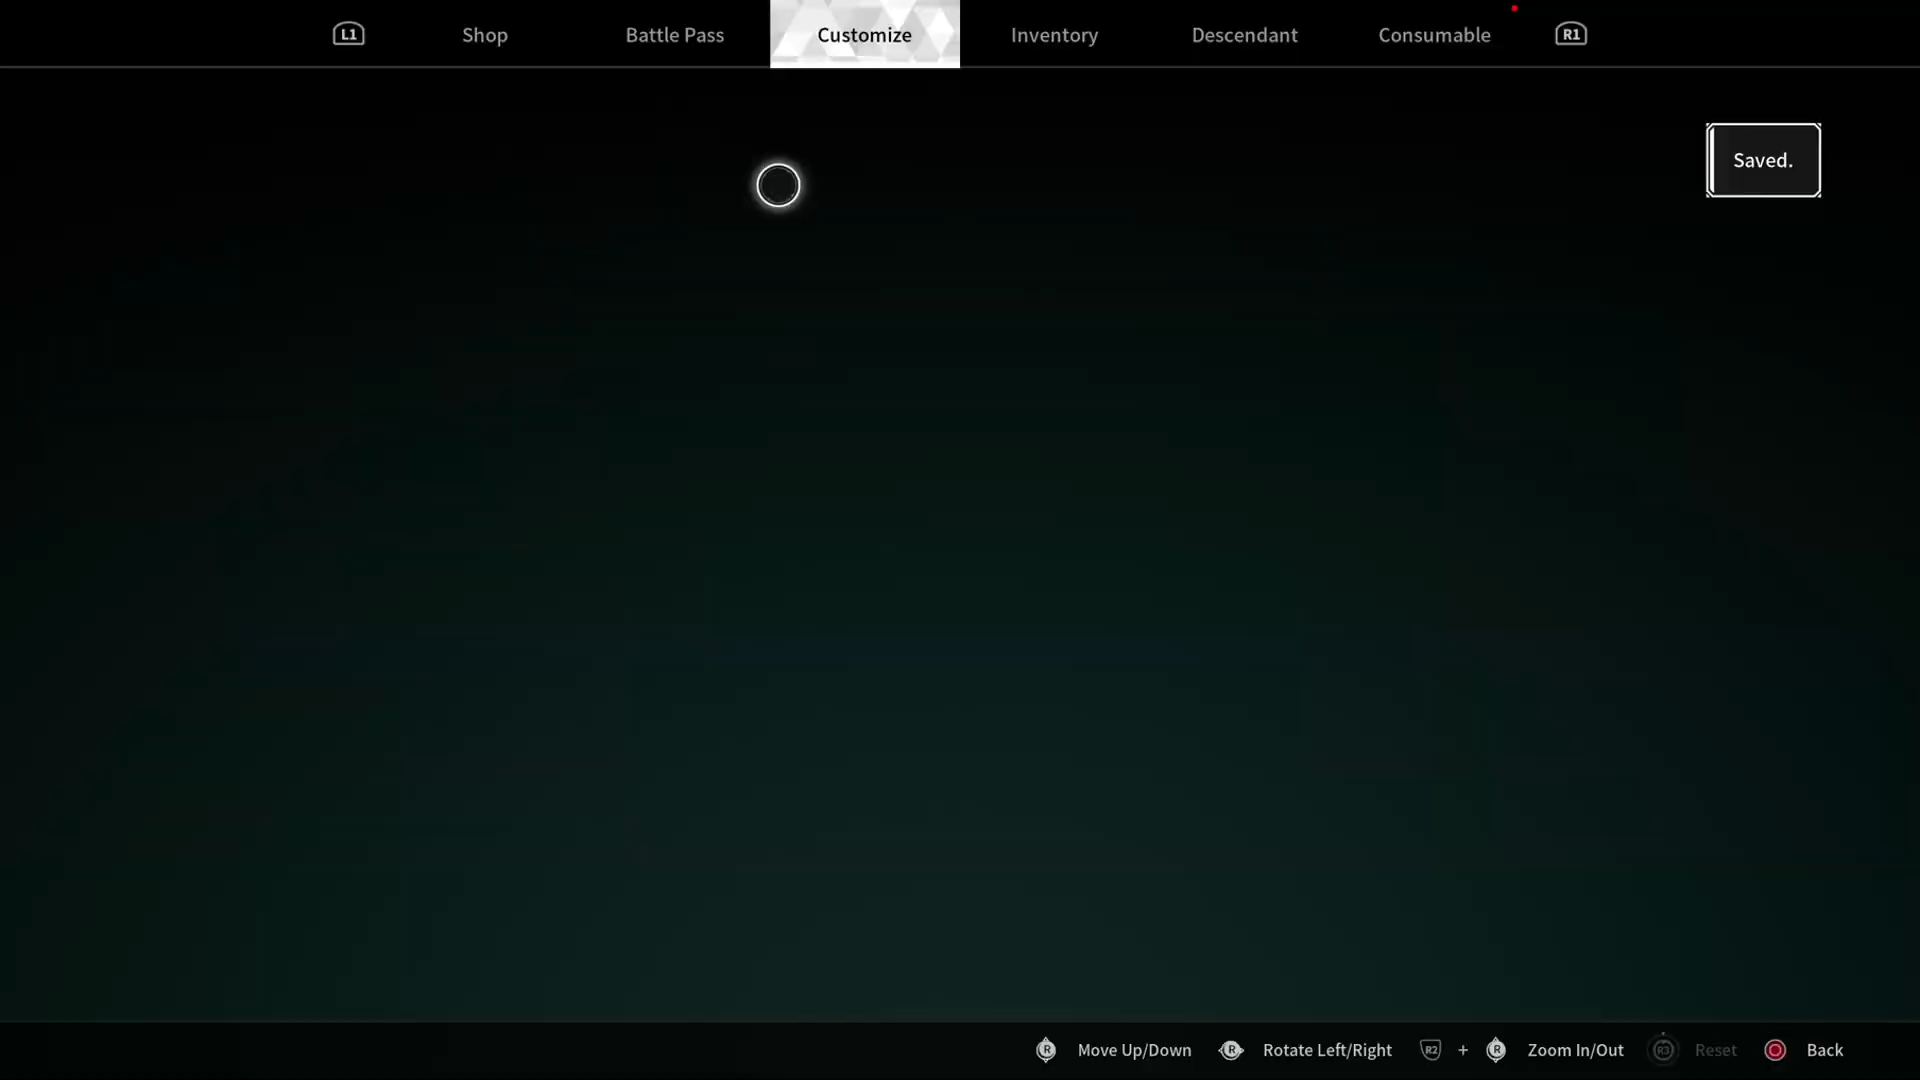 L1 Shop Battle Pass Customize Inventory Descendant Consumable R1
Saved.
R Move Up/Down R Rotate Left/Right R2 + R Zoom In/Out R3 Reset Back